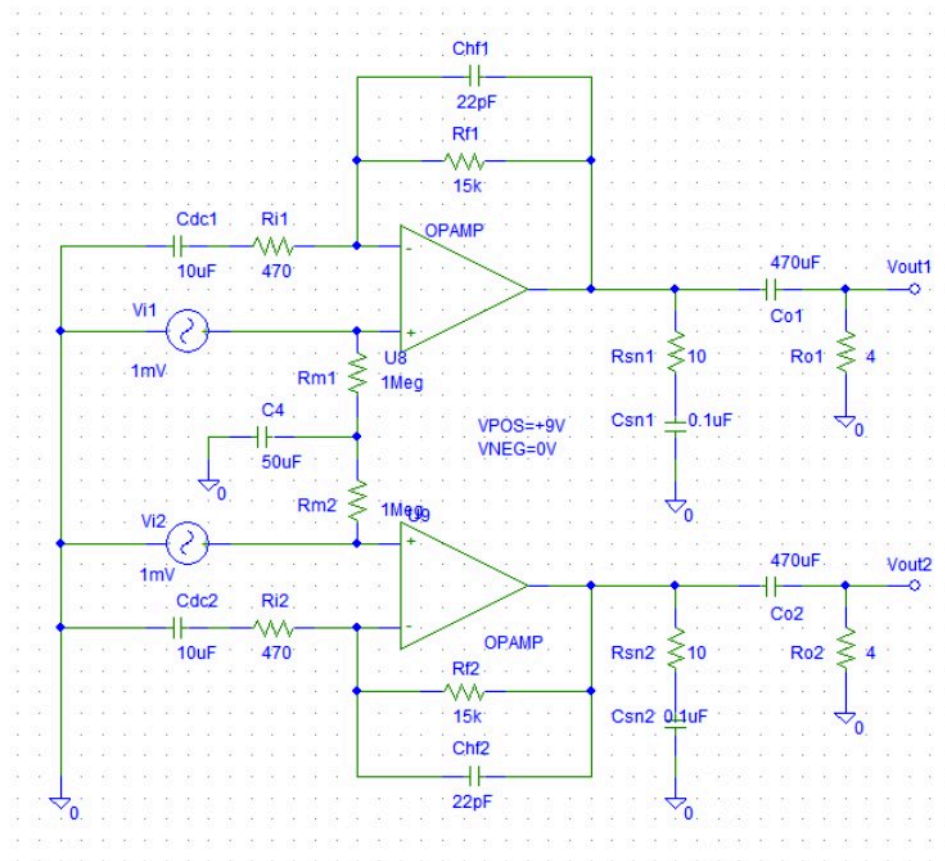 Chf1
22pF
Rf1
15k
Cdc1
Ri1
OPAMP
-
10uF
470
470uF
Vout1
Vi1
+
Co1
1mV
U8
Rm1
1Meg
Rsn1
10
Ro1
4
C4
Csn1
0.1uF
0
VPOS=+9V
VNEG=0V
50uF
0
Rm2
1Meg
U9
0
Vi2
+
470uF
Vout2
1mV
Cdc2
Ri2
-
Co2
10uF
470
OPAMP
Rsn2
10
Ro2
4
Rf2
15k
Csn2
0.1uF
0
Chf2
22pF
0
0